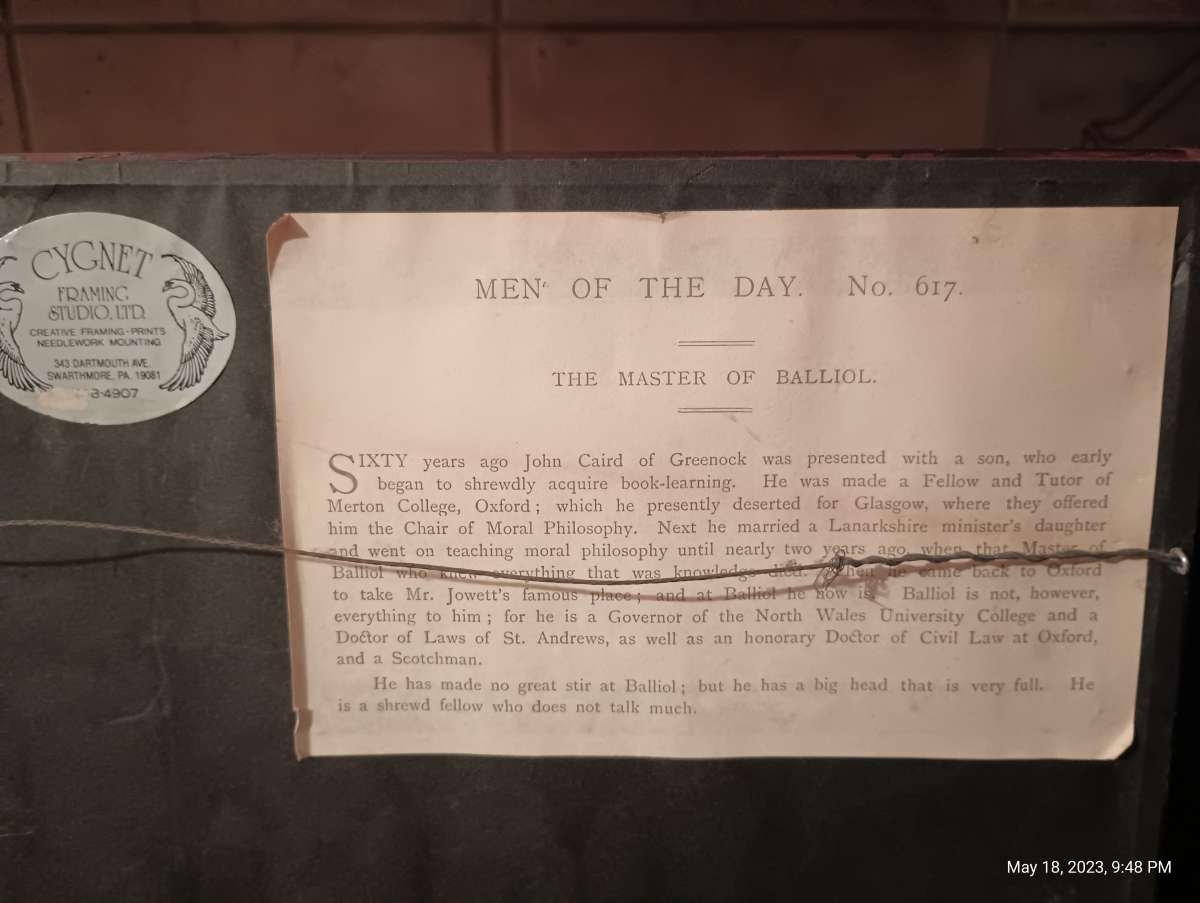 CYGNET
FRAMING
STUDIO, LTD.
CREATIVE FRAMING-PRINTS
NEEDLEWORK MOUNTING
343 DARTMOUTH AVE.
SWARTHMORE, PA. 19081
3-4907
MEN OF THE DAY. No. 617.
THE MASTER OF BALLIOL.
SIXTY years ago John Caird of Greenock was presented with a son, who early
began to shrewdly acquire book-learning. He was made a Fellow and Tutor of
Merton College, Oxford; which he presently deserted for Glasgow, where they offered
him the Chair of Moral Philosophy. Next he married a Lanarkshire minister's daughter
and went on teaching moral philosophy until nearly two years ago, when that Master of
Balliol who knew everything that was knowledge died. Then he came back to Oxford
to take Mr. Jowett's famous place; and at Balliol he now is. Balliol is not, however,
everything to him; for he is a Governor of the North Wales University College and a
Doctor of Laws of St. Andrews, as well as an honorary Doctor of Civil Law at Oxford,
and a Scotchman.
He has made no great stir at Balliol; but he has a big head that is very full. He
is a shrewd fellow who does not talk much.
May 18, 2023, 9:48 PM